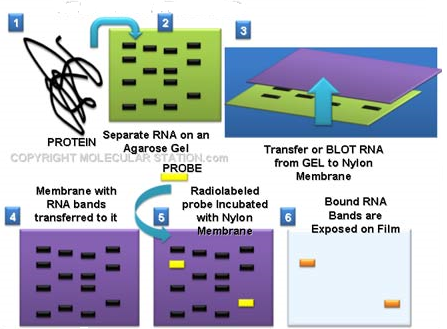 1
2
3
PROTEIN
Separate RNA on an
Agarose Gel
Transfer or BLOT RNA
from GEL to Nylon
Membrane
COPYRIGHT MOLECULAR STATION.com
PROBE
Membrane with
RNA bands
transferred to it
Radiolabeled
probe Incubated
with Nylon
Membrane
Bound RNA
Bands are
Exposed on Film
4
5
6